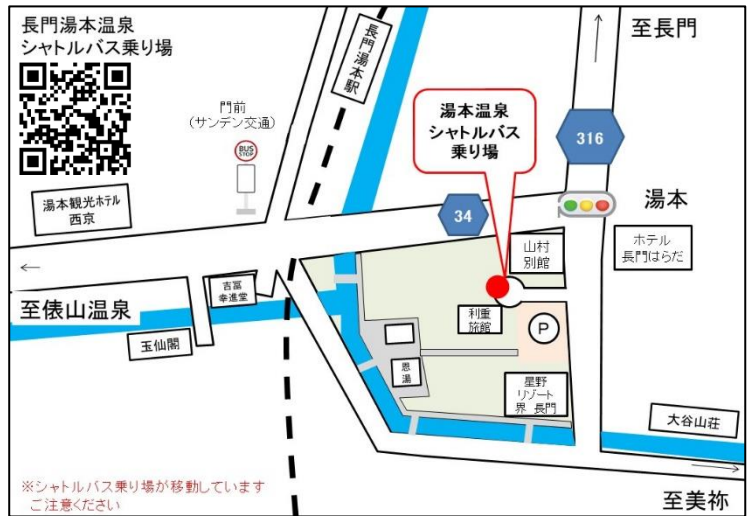 長門湯本温泉
シャトルバス乗り場
長門湯本駅
門前
(サンデン交通)
BUS
STOP
湯本観光ホテル
西京
←
至俵山温泉
吉冨
幸進堂
玉仙閣
湯本温泉
シャトルバス
乗り場
至長門
316
34
湯本
山村
別館
ホテル
長門はらだ
利重
旅館
P
恩
湯
星野
リゾート
界 長門
大谷山荘
至美祢
※シャトルバス乗り場が移動しています
ご注意ください